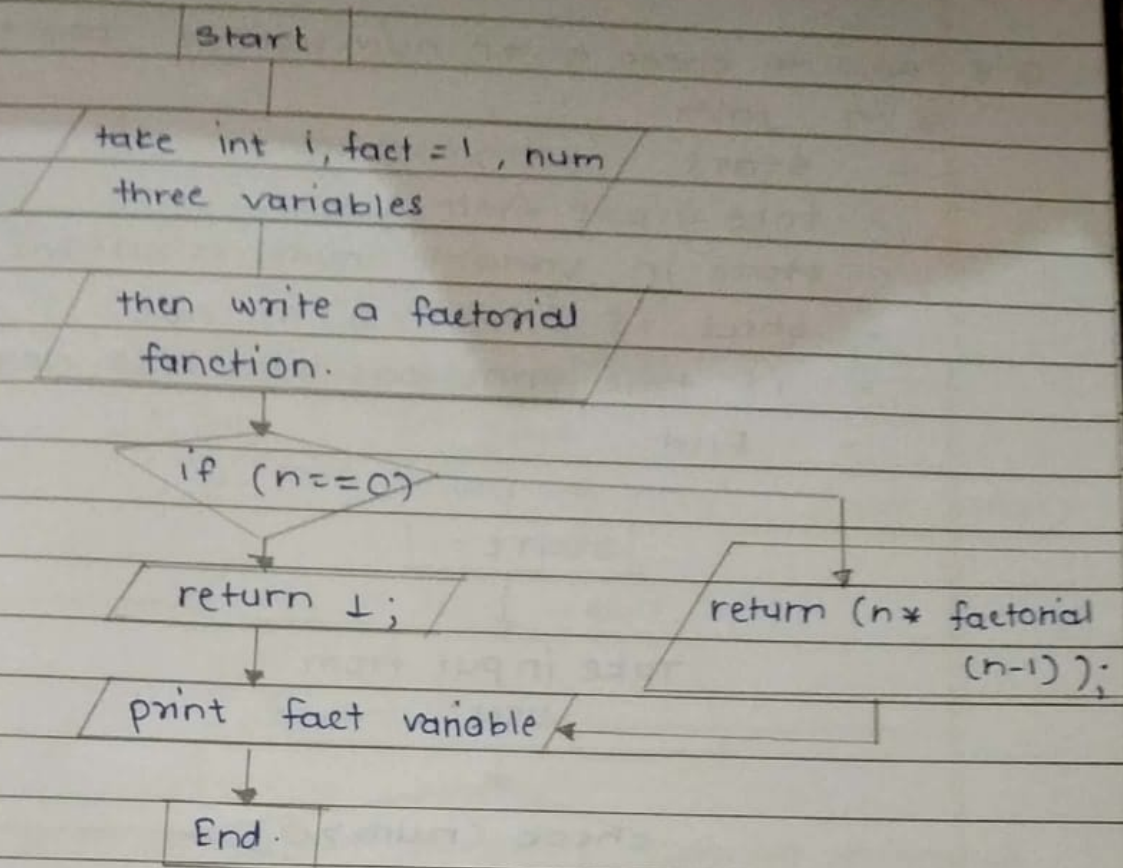 start
take int i, fact = 1, num
three variables
then write a factorial
fanction.
if (n==0)
return 1;
return (n* factorial
(n-1));
print fact variable
End.